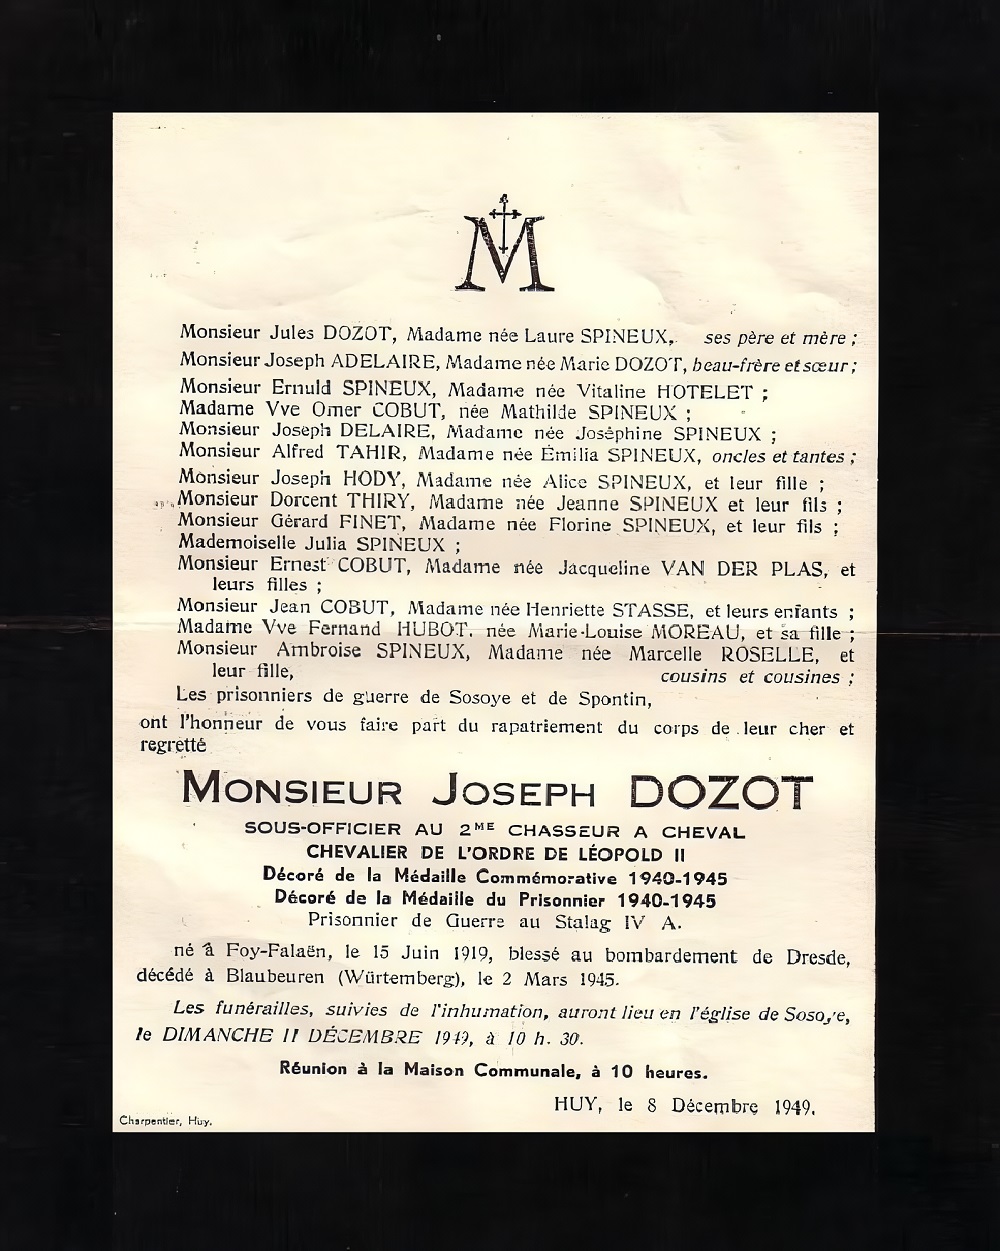 M
Monsieur Jules DOZOT, Madame née Laure SPINEUX, ses père et mère ;
Monsieur Joseph ADELAIRE, Madame née Marie DOZOT, beau-frère et sœur ;
Monsieur Ernuld SPINEUX, Madame née Vitaline HOTELET ;
Madame Vve Omer COBUT, née Mathilde SPINEUX ;
Monsieur Joseph DELAIRE, Madame née Joséphine SPINEUX ;
Monsieur Alfred TAHIR, Madame née Émilia SPINEUX, oncles et tantes ;
Monsieur Joseph HODY, Madame née Alice SPINEUX, et leur fille ;
Monsieur Dorcent THIRY, Madame née Jeanne SPINEUX et leur fils ;
Monsieur Gérard FINET, Madame née Florine SPINEUX, et leur fils ;
Mademoiselle Julia SPINEUX ;
Monsieur Ernest COBUT, Madame née Jacqueline VAN DER PLAS, et
leurs filles ;
Monsieur Jean COBUT, Madame née Henriette STASSE, et leurs enfants ;
Madame Vve Fernand HUBOT, née Marie-Louise MOREAU, et sa fille ;
Monsieur Ambroise SPINEUX, Madame née Marcelle ROSELLE, et
leur fille, cousins et cousines ;
Les prisonniers de guerre de Sosoye et de Spontin,
ont l'honneur de vous faire part du rapatriement du corps de leur cher et
regretté
MONSIEUR JOSEPH DOZOT
SOUS-OFFICIER AU 2ME CHASSEUR A CHEVAL
CHEVALIER DE L'ORDRE DE LÉOPOLD II
Décoré de la Médaille Commémorative 1940-1945
Décoré de la Médaille du Prisonnier 1940-1945
Prisonnier de Guerre au Stalag IV A.
né à Foy-Falaën, le 15 Juin 1919, blessé au bombardement de Dresde,
décédé à Blaubeuren (Würtemberg), le 2 Mars 1945.
Les funérailles, suivies de l'inhumation, auront lieu en l'église de Sosoye,
le DIMANCHE 11 DÉCEMBRE 1949, à 10 h. 30.
Réunion à la Maison Communale, à 10 heures.
HUY, le 8 Décembre 1949.
Charpentier, Huy.